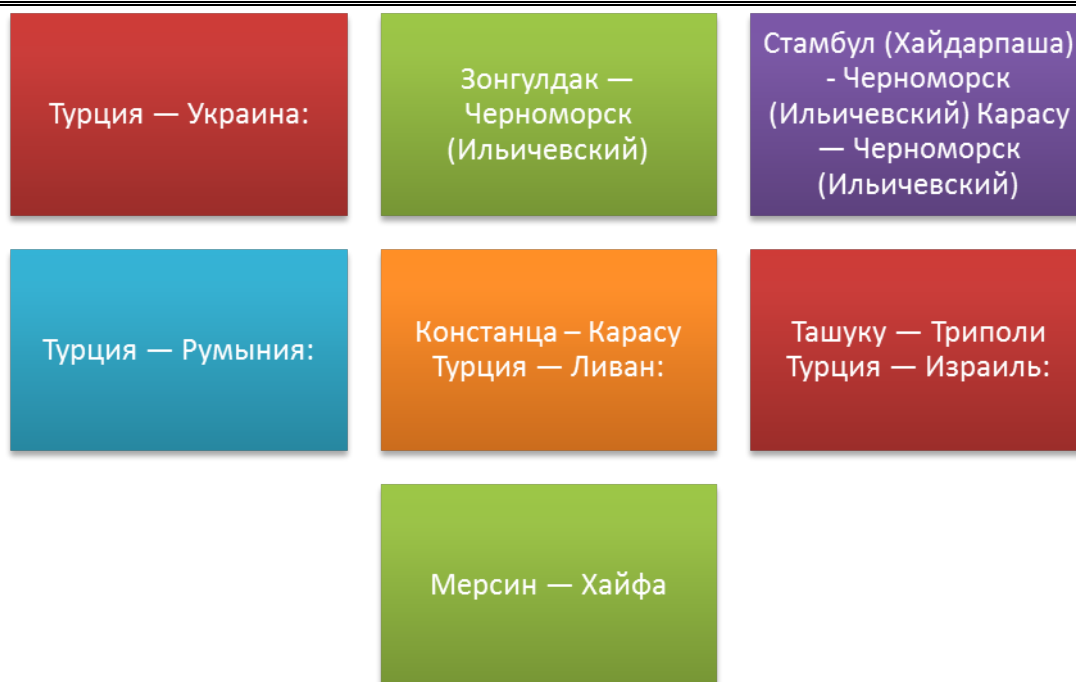 Турция — Украина:
Зонгулдак —
Черноморск
(Ильичевский)
Стамбул (Хайдарпаша)
- Черноморск
(Ильичевский) Карасу
— Черноморск
(Ильичевский)
Турция — Румыния:
Констанца – Карасу
Турция — Ливан:
Ташуку — Триполи
Турция — Израиль:
Мерсин — Хайфа